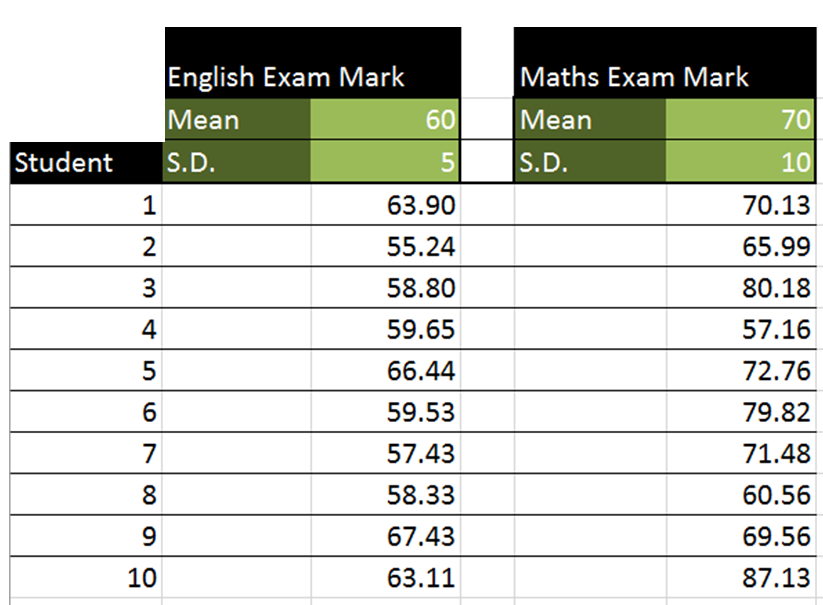 English Exam Mark Maths Exam Mark
Mean 60 Mean 70
Student S.D. 5 S.D. 10
1 63.90 70.13
2 55.24 65.99
3 58.80 80.18
4 59.65 57.16
5 66.44 72.76
6 59.53 79.82
7 57.43 71.48
8 58.33 60.56
9 67.43 69.56
10 63.11 87.13